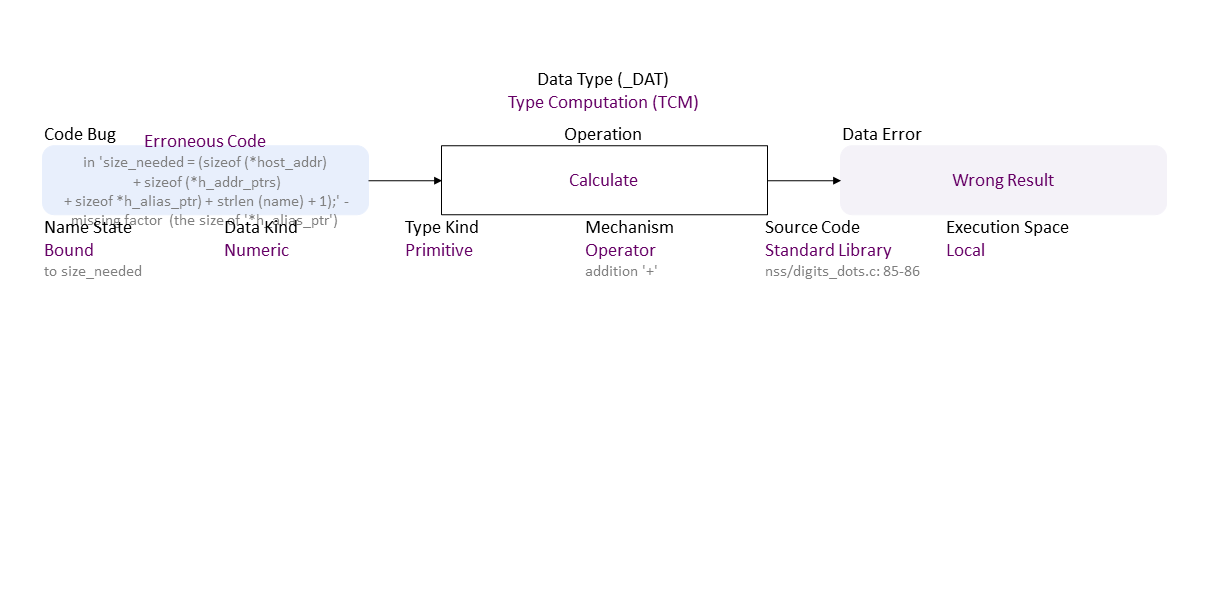 Data Type (_DAT)
Type Computation (TCM)
Code Bug
Operation
Data Error
Erroneous Code
in 'size_needed = (sizeof (*host_addr)
+ sizeof (*h_addr_ptrs)
+ sizeof *h_alias_ptr) + strlen (name) + 1);' -
missing factor (the size of '*h_alias_ptr')
Calculate
Wrong Result
Name State
Data Kind
Type Kind
Mechanism
Source Code
Execution Space
Bound
Numeric
Primitive
Operator
Standard Library
Local
to size_needed
addition '+'
nss/digits_dots.c: 85-86